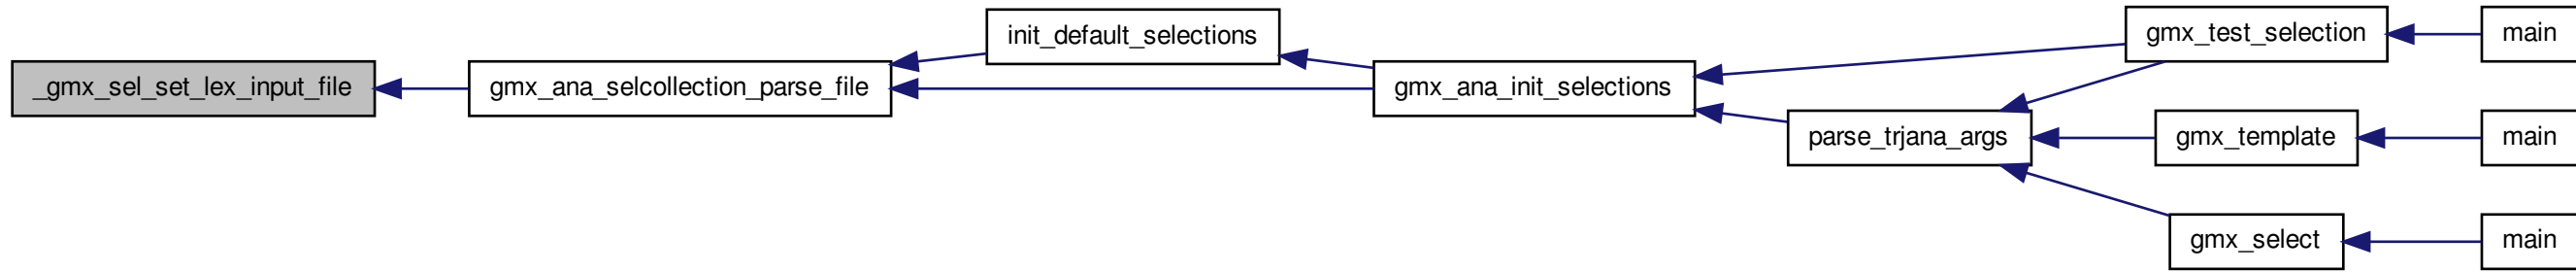 _gmx_sel_set_lex_input_file
gmx_ana_selcollection_parse_file
init_default_selections
gmx_ana_init_selections
gmx_test_selection
main
parse_trjana_args
gmx_template
main
gmx_select
main